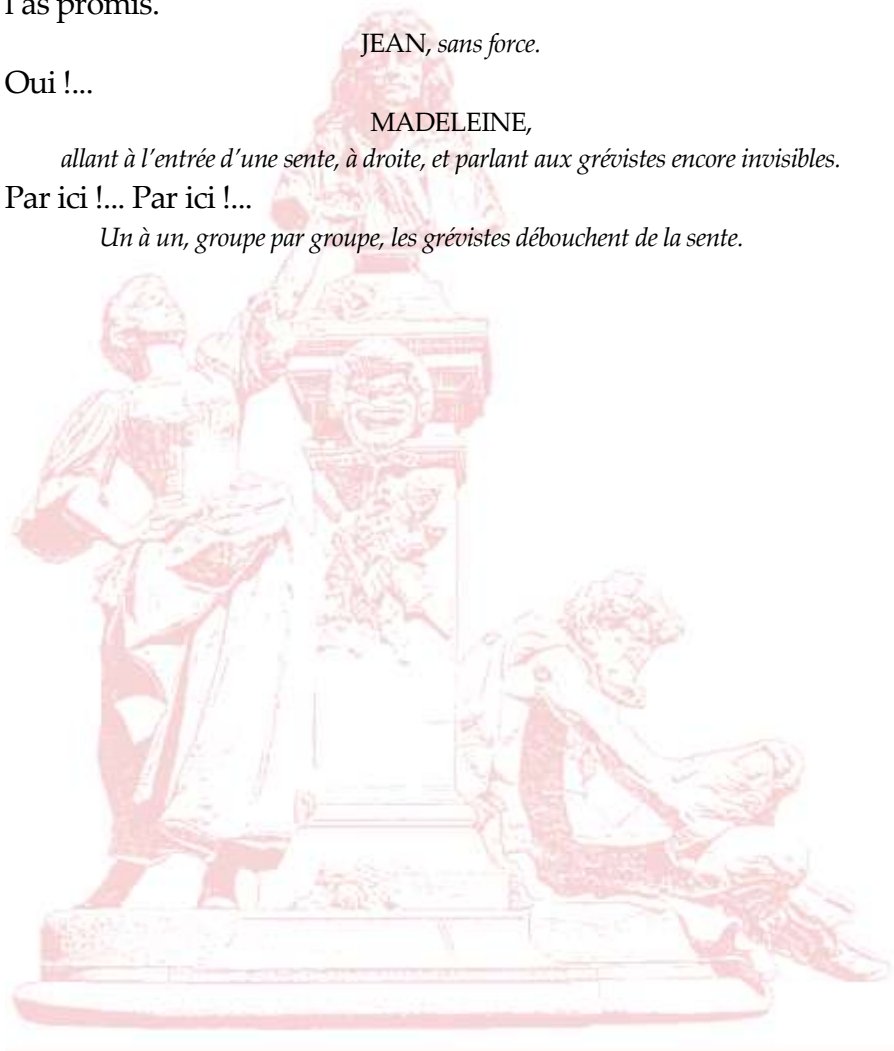 l'as promis.
JEAN, sans force.
Oui !...
MADELEINE,
allant à l'entrée d'une sente, à droite, et parlant aux grévistes encore invisibles.
Par ici !... Par ici !...
Un à un, groupe par groupe, les grévistes débouchent de la sente.